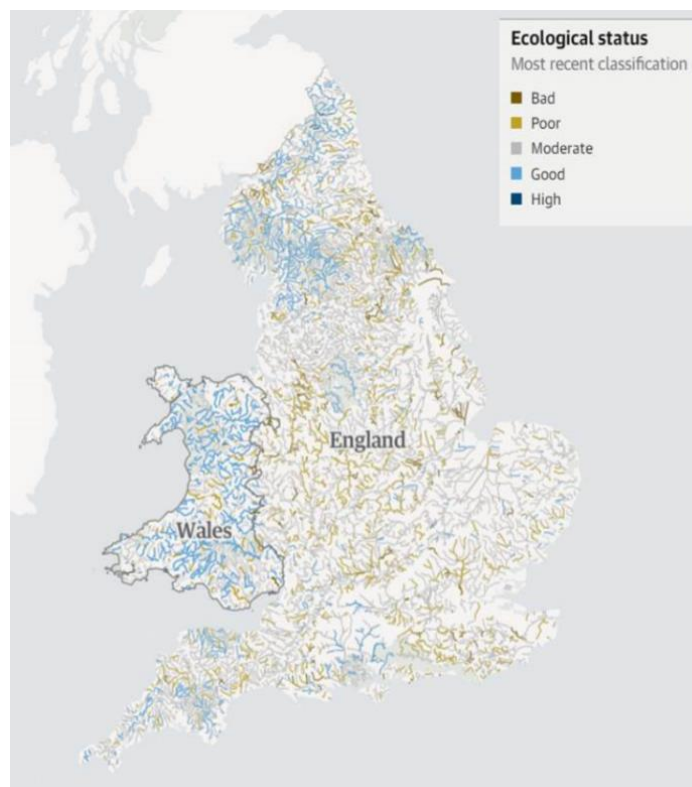 Ecological status
Most recent classification
Bad
Poor
Moderate
Good
High
England
Wales